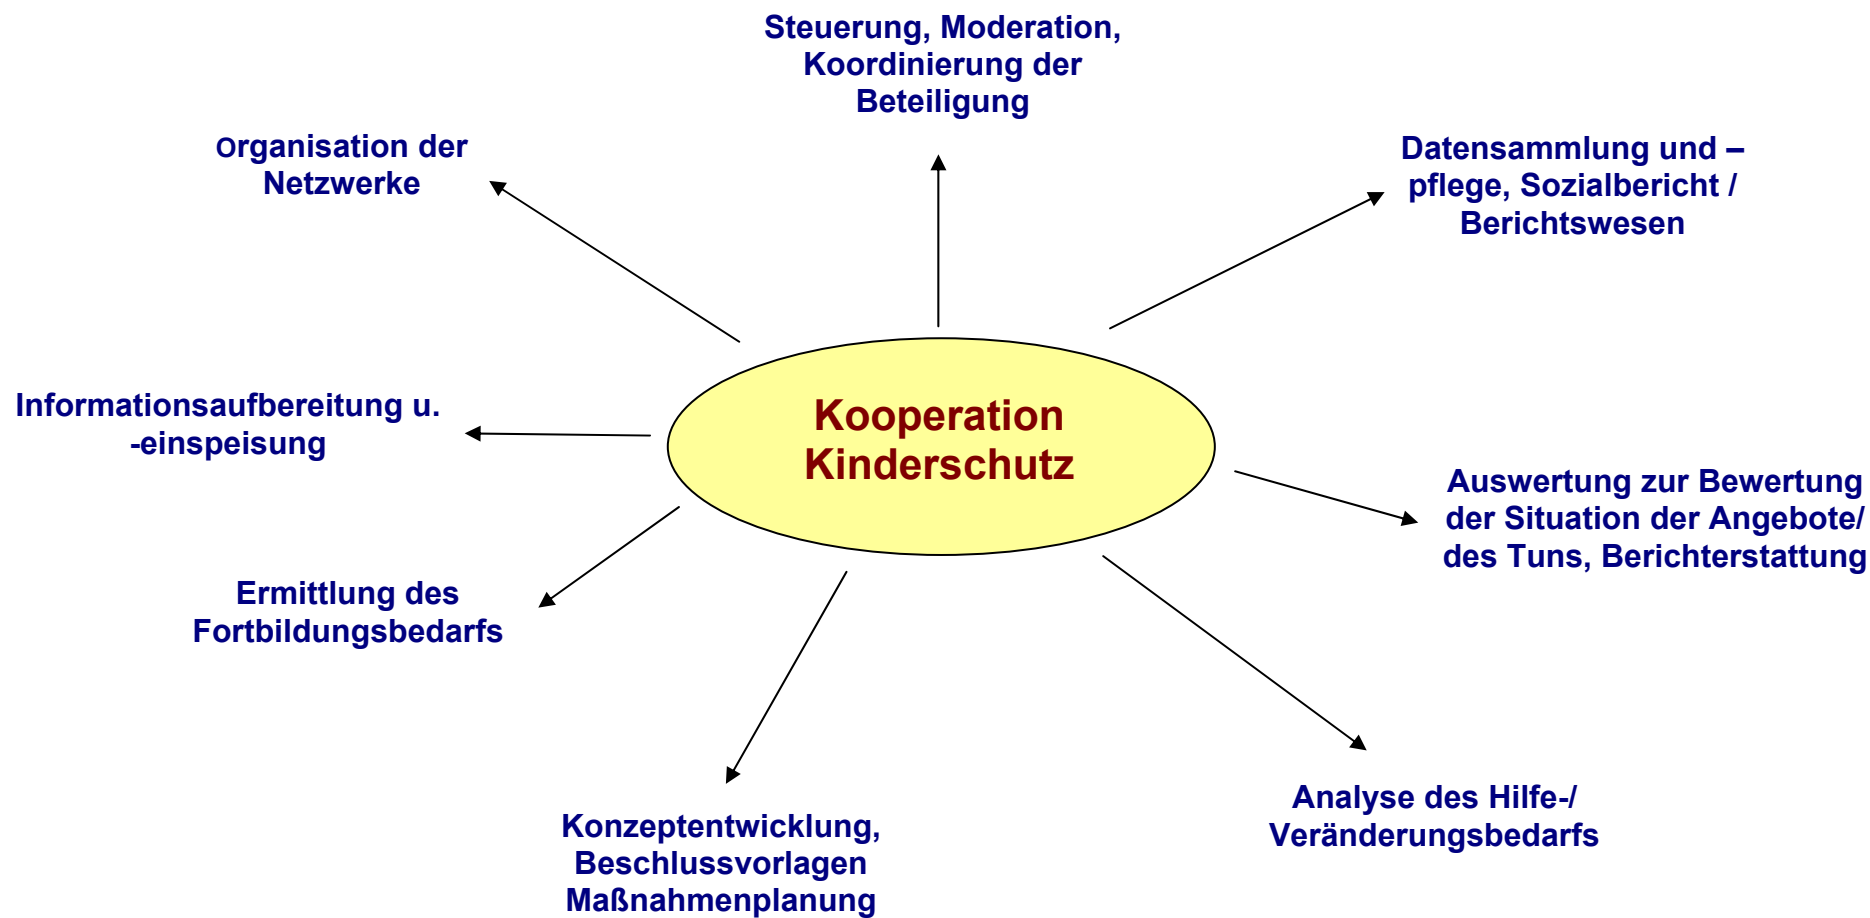 Steuerung, Moderation,
Koordinierung der
Beteiligung
Organisation der
Netzwerke
Datensammlung und –
pflege, Sozialbericht /
Berichtswesen
Informationsaufbereitung u.
-einspeisung
Kooperation
Kinderschutz
Auswertung zur Bewertung
der Situation der Angebote/
des Tuns, Berichterstattung
Ermittlung des
Fortbildungsbedarfs
Analyse des Hilfe-/
Veränderungsbedarfs
Konzeptentwicklung,
Beschlussvorlagen
Maßnahmenplanung